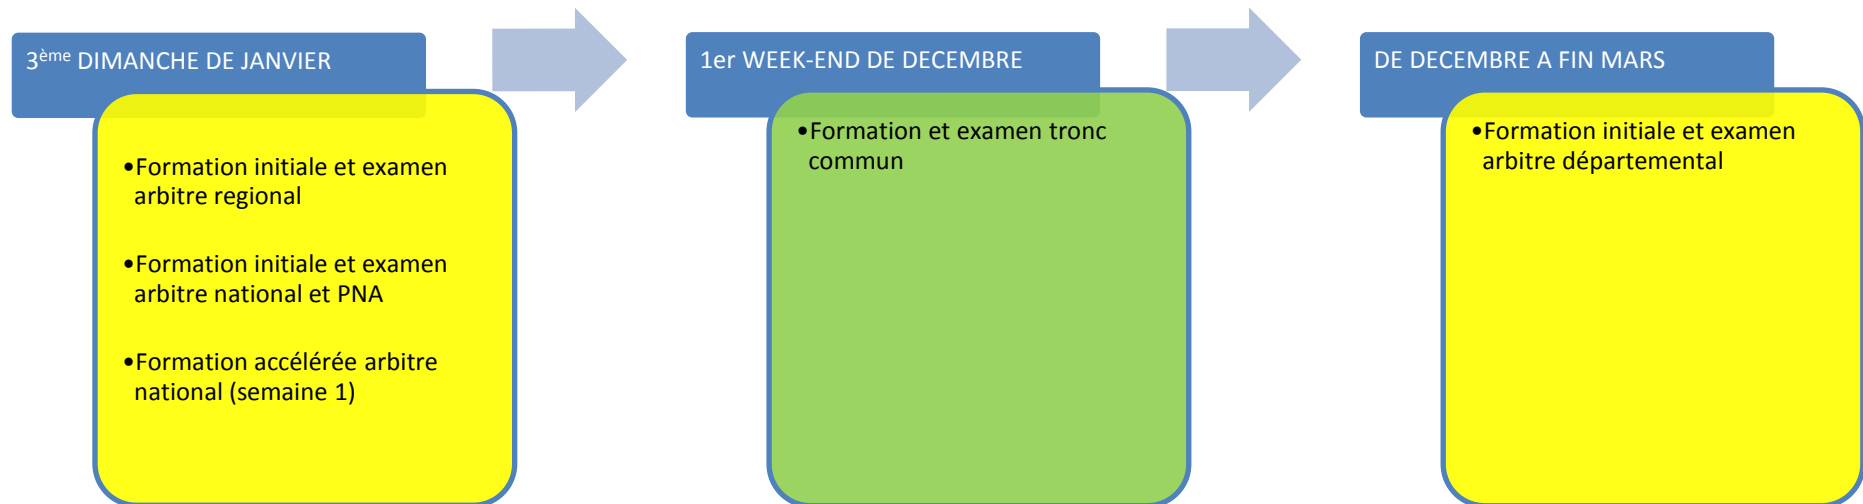 3ème DIMANCHE DE JANVIER
•Formation initiale et examen
arbitre regional
•Formation initiale et examen
arbitre national et PNA
•Formation accélérée arbitre
national (semaine 1)
1er WEEK-END DE DECEMBRE
•Formation et examen tronc
commun
DE DECEMBRE A FIN MARS
•Formation initiale et examen
arbitre départemental